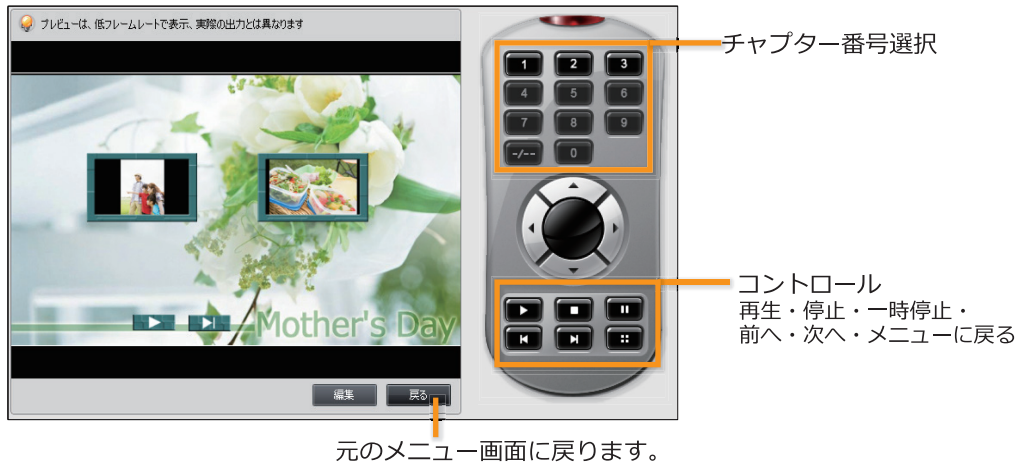 プレビューは、低フレームレートで表示、実際の出力とは異なります
チャプター番号選択
1 2 3
4 5 6
7 8 9
-/-- 0
Mother's Day
コントロール
再生・停止・一時停止・
前へ・次へ・メニューに戻る
編集 戻る
元のメニュー画面に戻ります。